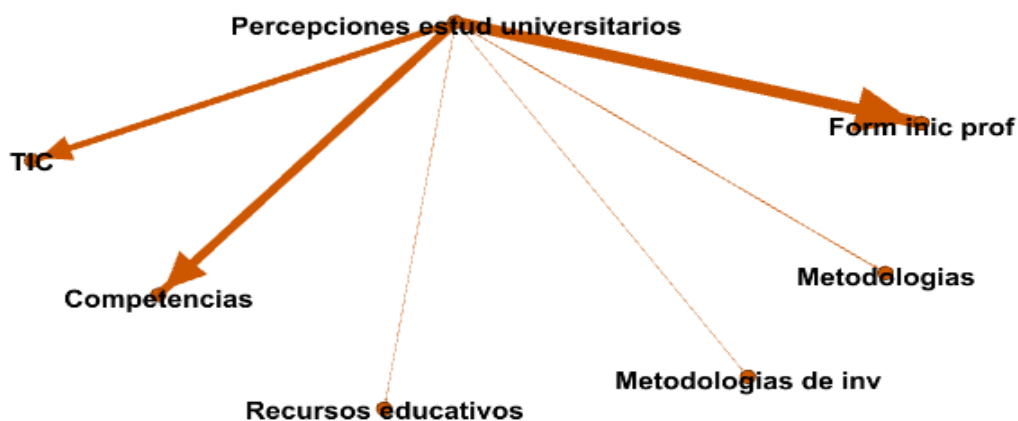 Percepciones estud universitarios
Form inic prof
TIC
Metodologias
Competencias
Metodologias de inv
Recursos educativos